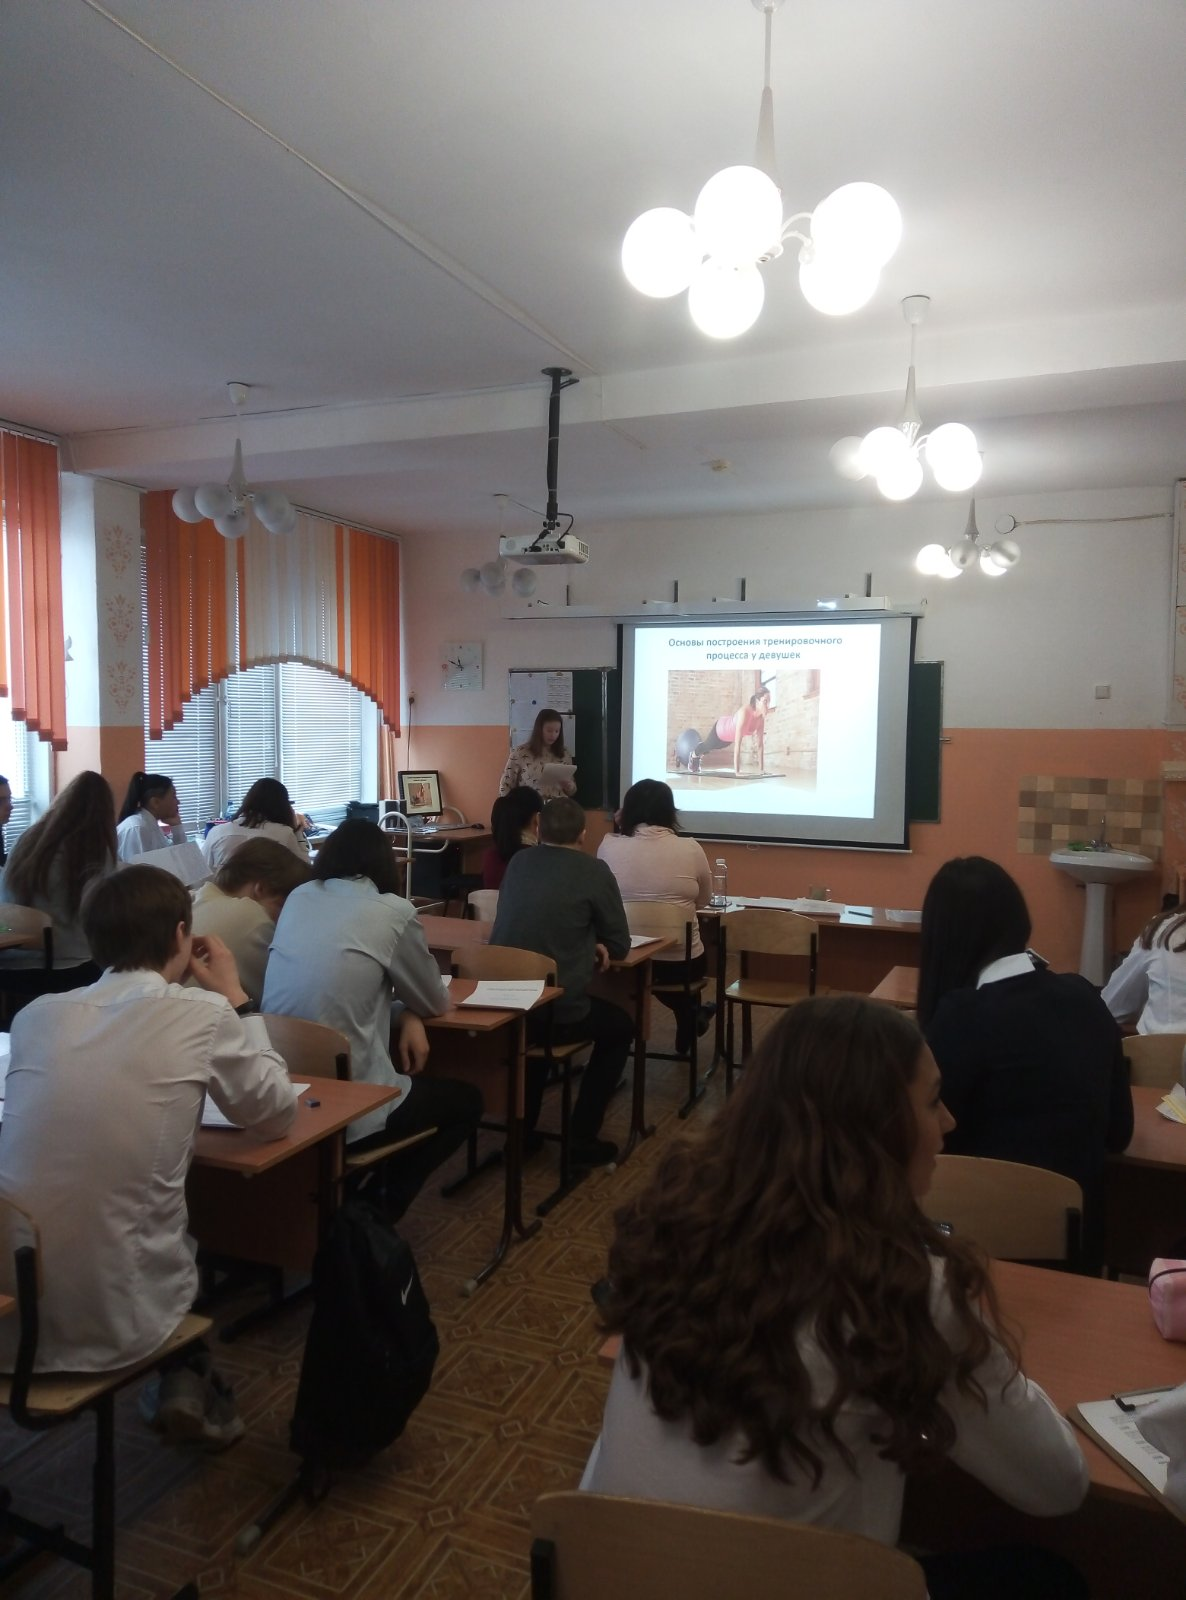 Основы построения тренировочного
процесса у девушек